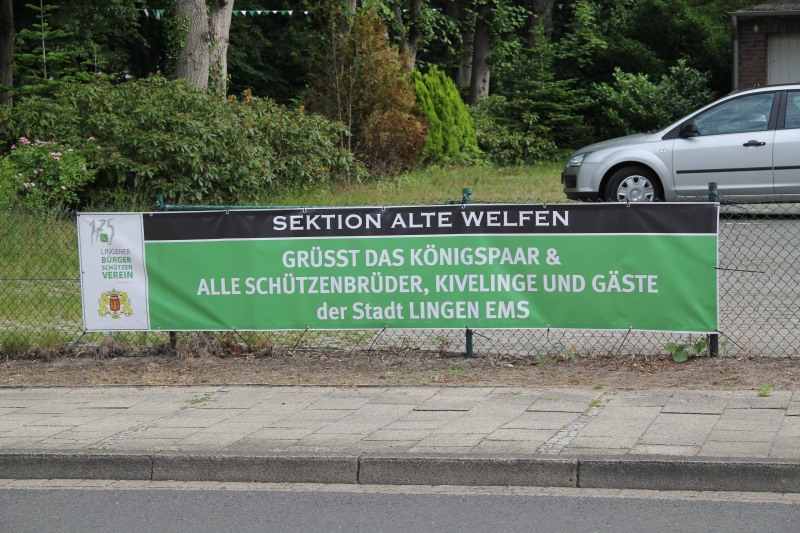 SEKTION ALTE WELFEN
175
LINGENER
BÜRGER
SCHÜTZEN
VEREIN
GRÜSST DAS KÖNIGSPAAR &
ALLE SCHÜTZENBRÜDER, KIVELINGE UND GÄSTE
der Stadt LINGEN EMS